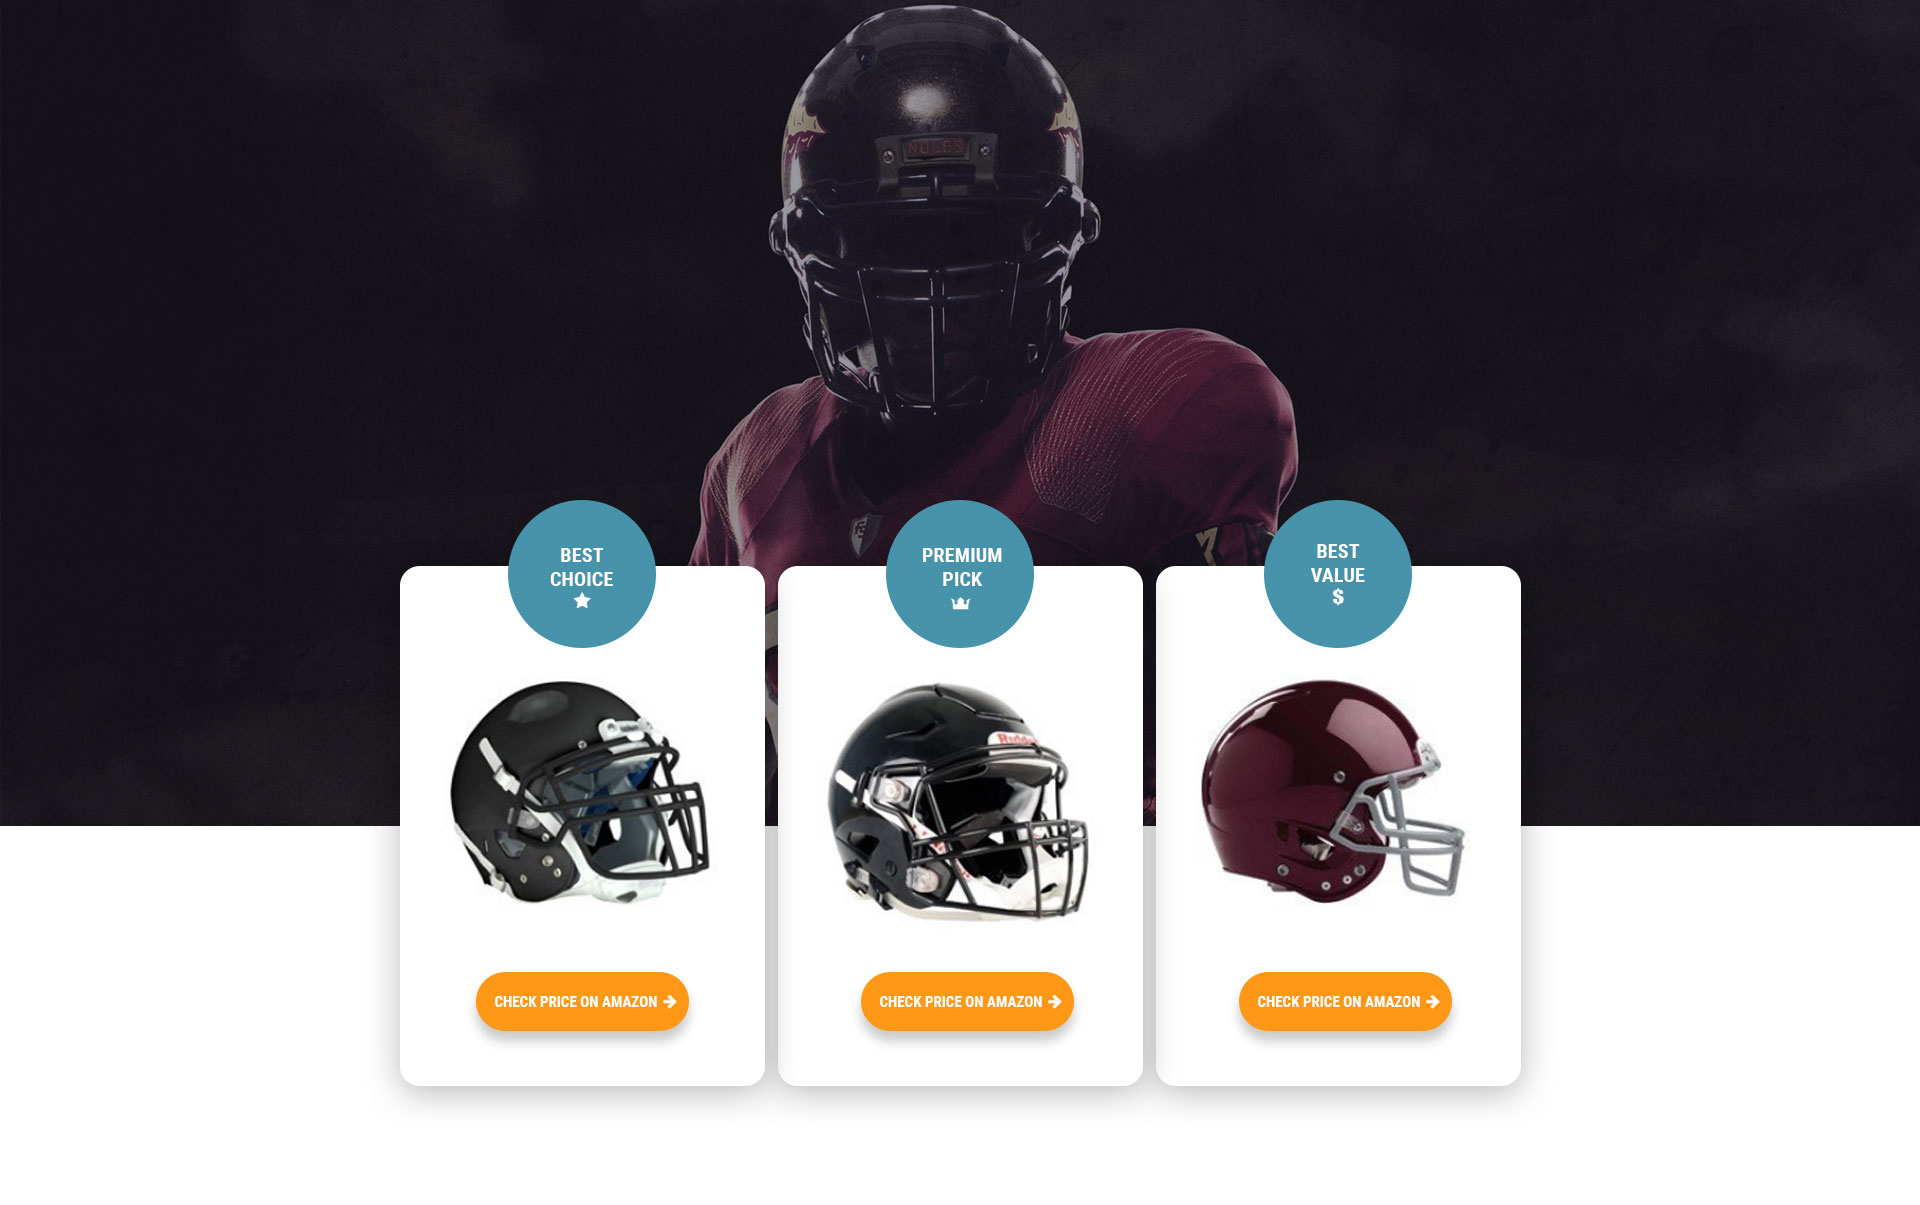 NOLES
BEST
CHOICE
PREMIUM
PICK
BEST
VALUE
$
CHECK PRICE ON AMAZON
CHECK PRICE ON AMAZON
CHECK PRICE ON AMAZON